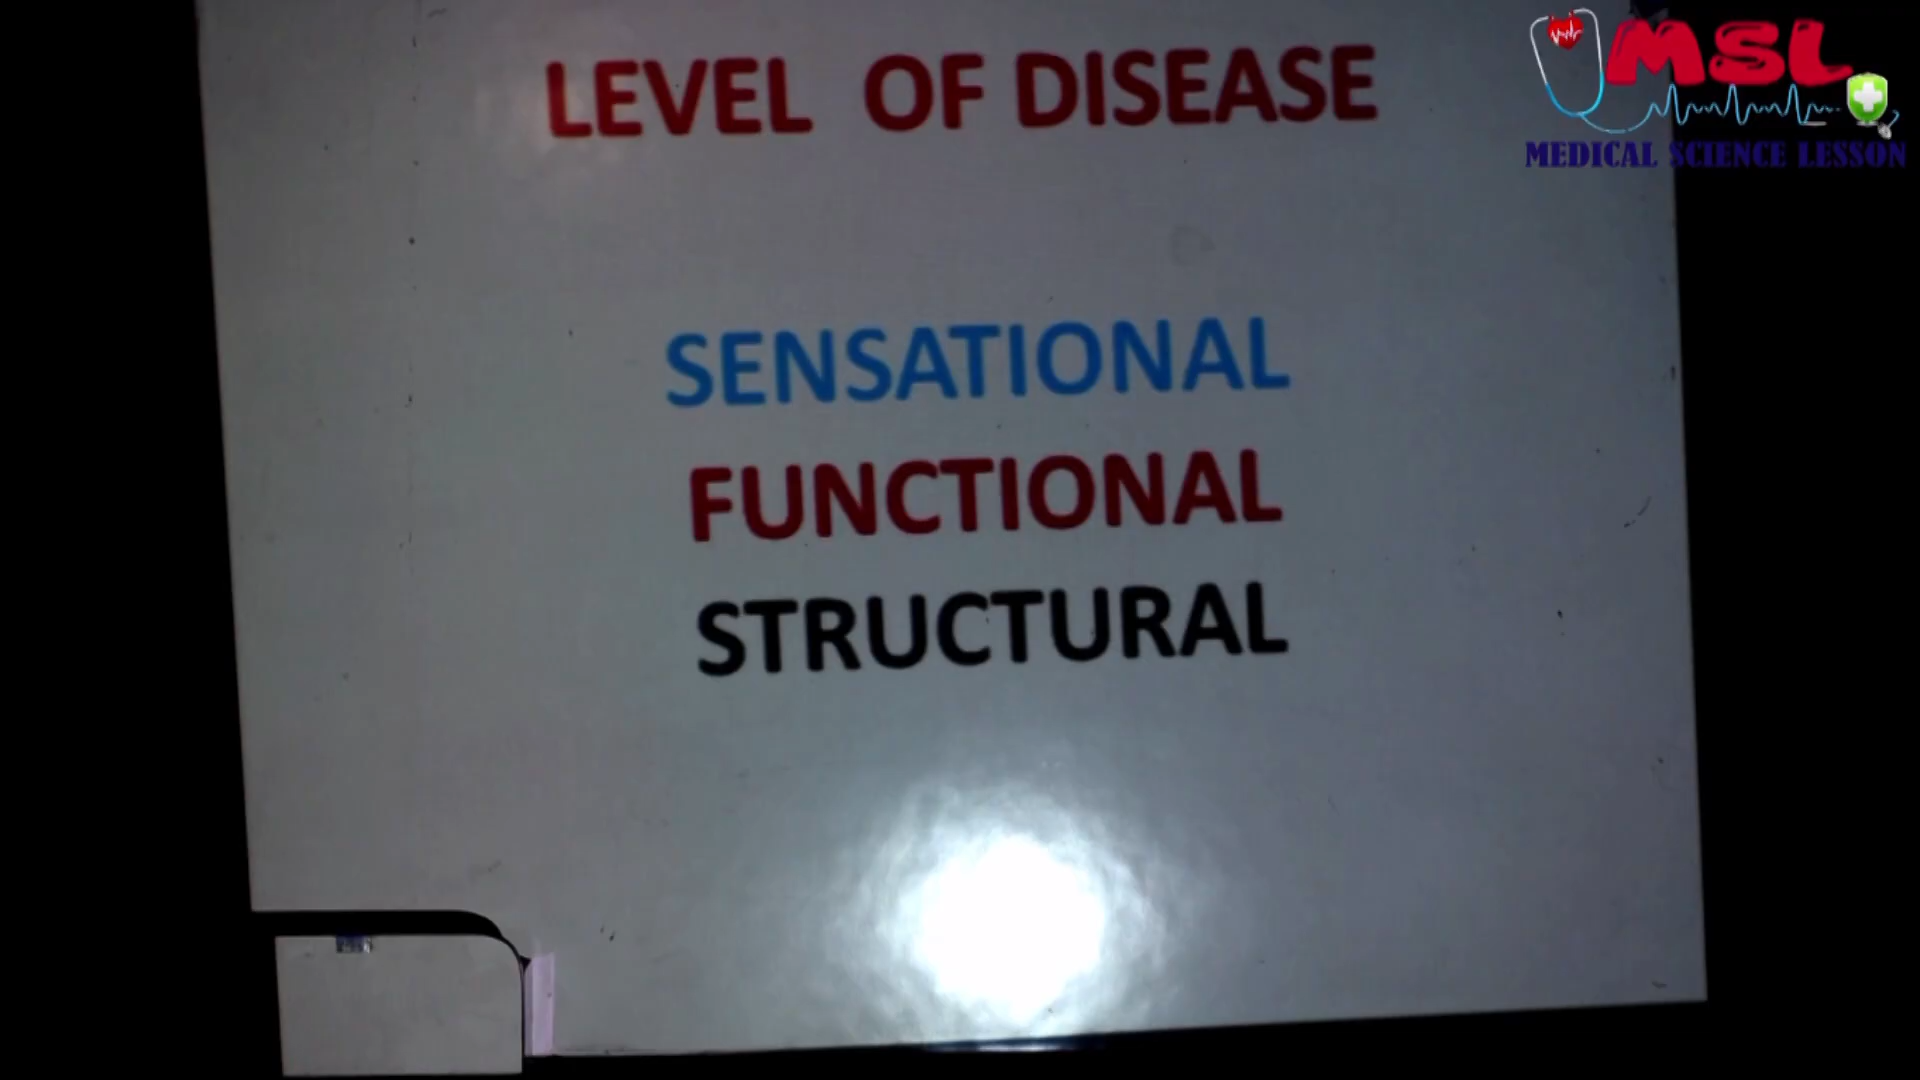 LEVEL OF DISEASE
MSL
MEDICAL SCIENCE LESSON
SENSATIONAL
FUNCTIONAL
STRUCTURAL